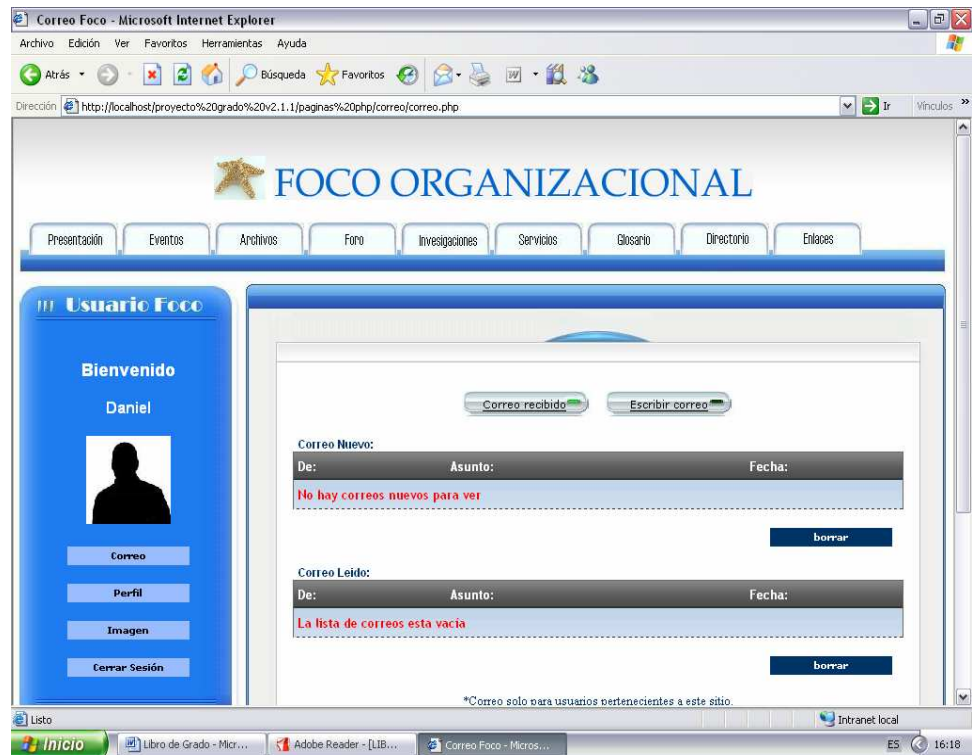 Correo Foco - Microsoft Internet Explorer
Archivo Edición Ver Favoritos Herramientas Ayuda
Atrás Búsqueda Favoritos
Dirección http://localhost/proyecto%20grado%20v2.1.1/paginas%20php/correo/correo.php Ir Vínculos »
FOCO ORGANIZACIONAL
Presentación Eventos Archivos Foro Invesigaciones Servicios Glosario Directorio Enlaces
Usuario Foco
Bienvenido
Daniel
Correo
Perfil
Imagen
Cerrar Sesión
Correo recibido Escribir correo
Correo Nuevo:
De: Asunto: Fecha:
No hay correos nuevos para ver
borrar
Correo Leido:
De: Asunto: Fecha:
La lista de correos esta vacía
borrar
*Correo solo para usuarios pertenecientes a este sitio.
Listo Intranet local
Inicio Libro de Grado - Micr... Adobe Reader - [LIB... Correo Foco - Micros... ES 16:18